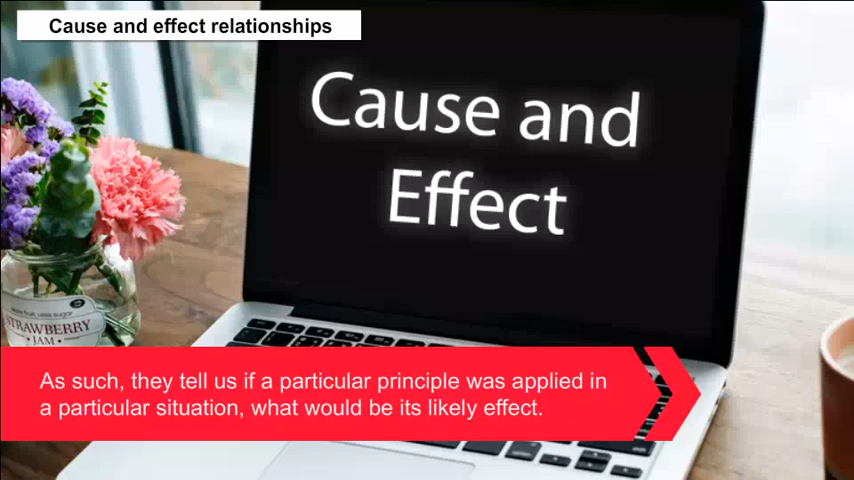 Cause and effect relationships
Cause and
Effect
STRAWBERRY
JAM
As such, they tell us if a particular principle was applied in
a particular situation, what would be its likely effect.